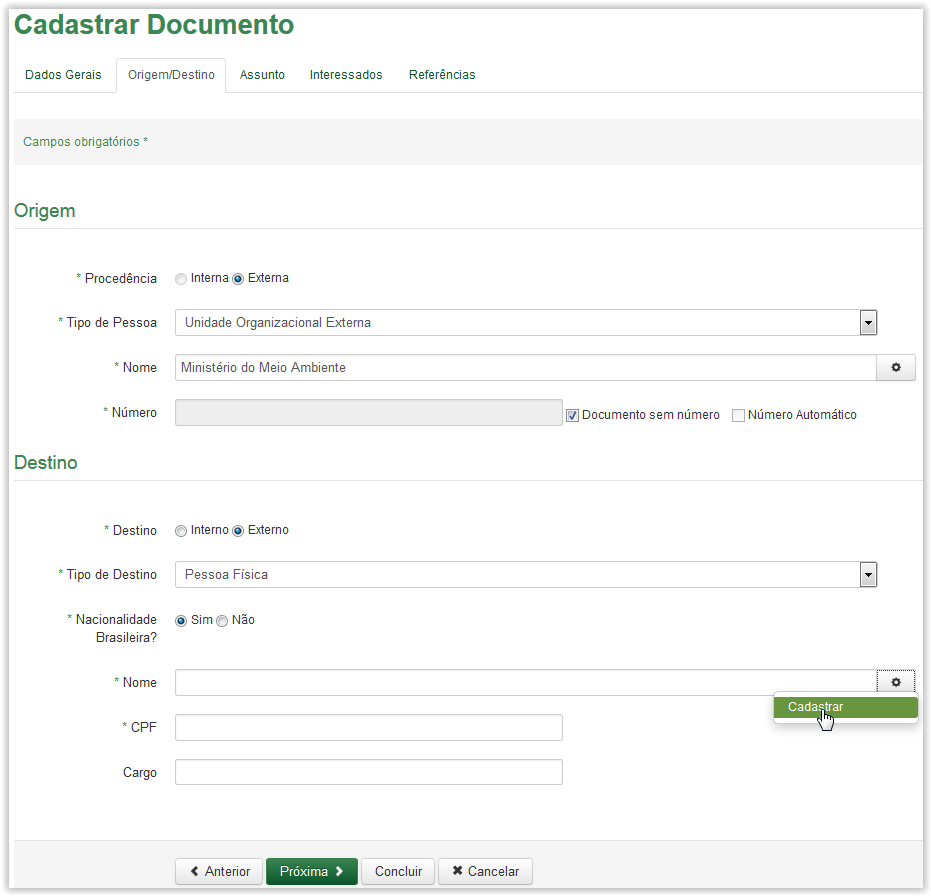 Cadastrar Documento
Dados Gerais Origem/Destino Assunto Interessados Referências
Campos obrigatórios *
Origem
* Procedência Interna Externa
* Tipo de Pessoa Unidade Organizacional Externa
* Nome Ministério do Meio Ambiente
* Número Documento sem número Número Automático
Destino
* Destino Interno Externo
* Tipo de Destino Pessoa Física
* Nacionalidade Sim Não
Brasileira?
* Nome
Cadastrar
* CPF
Cargo
Anterior Próxima Concluir Cancelar